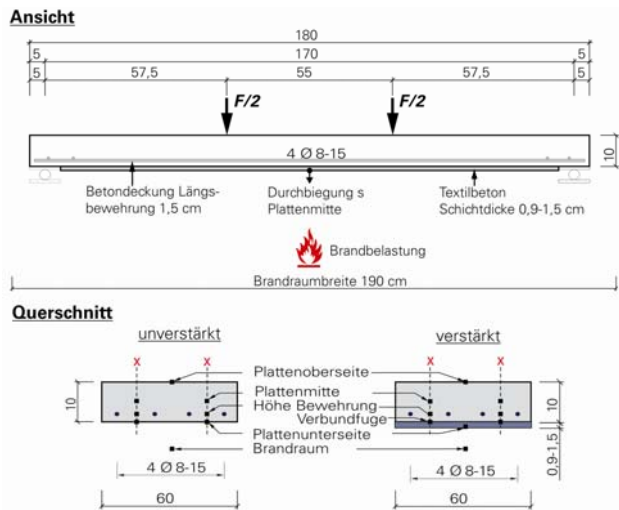 Ansicht
180
5 170 5
5 57,5 55 57,5 5
F/2 F/2
4 Ø 8-15
10
Betondeckung Längs-
bewehrung 1,5 cm
Durchbiegung s
Plattenmitte
Textilbeton
Schichtdicke 0,9-1,5 cm
Brandbelastung
Brandraumbreite 190 cm
Querschnitt
unverstärkt verstärkt
x x x x
Plattenoberseite
Plattenmitte
Höhe Bewehrung
Verbundfuge
Plattenunterseite
Brandraum
10 10
0,9-1,5
4 Ø 8-15 4 Ø 8-15
60 60